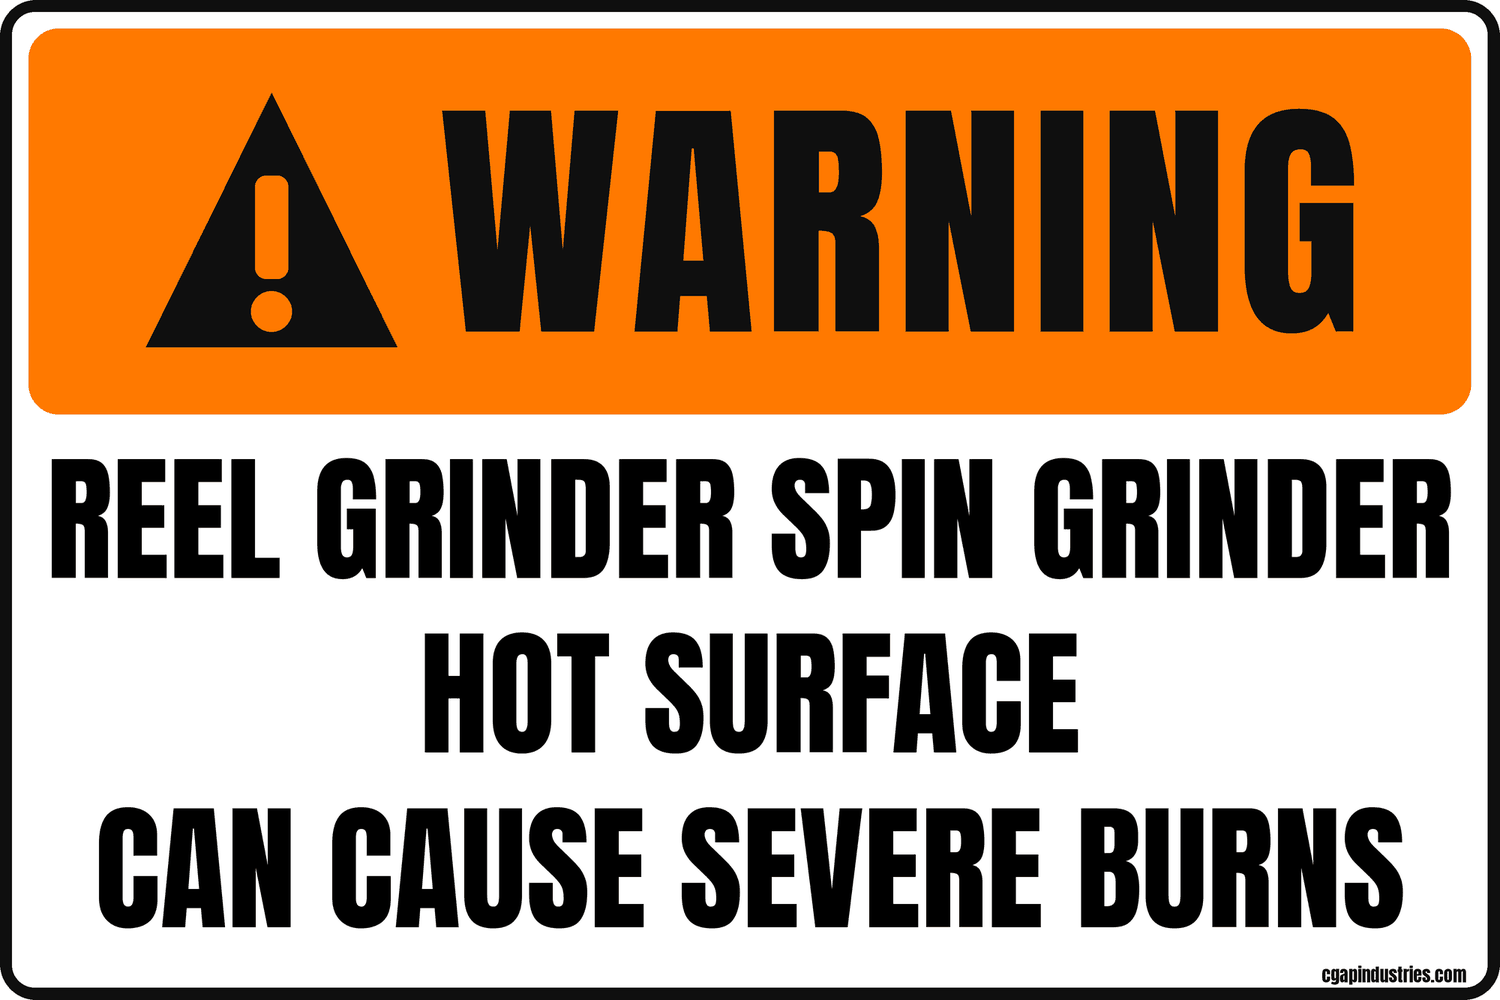 WARNING
REEL GRINDER SPIN GRINDER
HOT SURFACE
CAN CAUSE SEVERE BURNS
cgapindustries.com